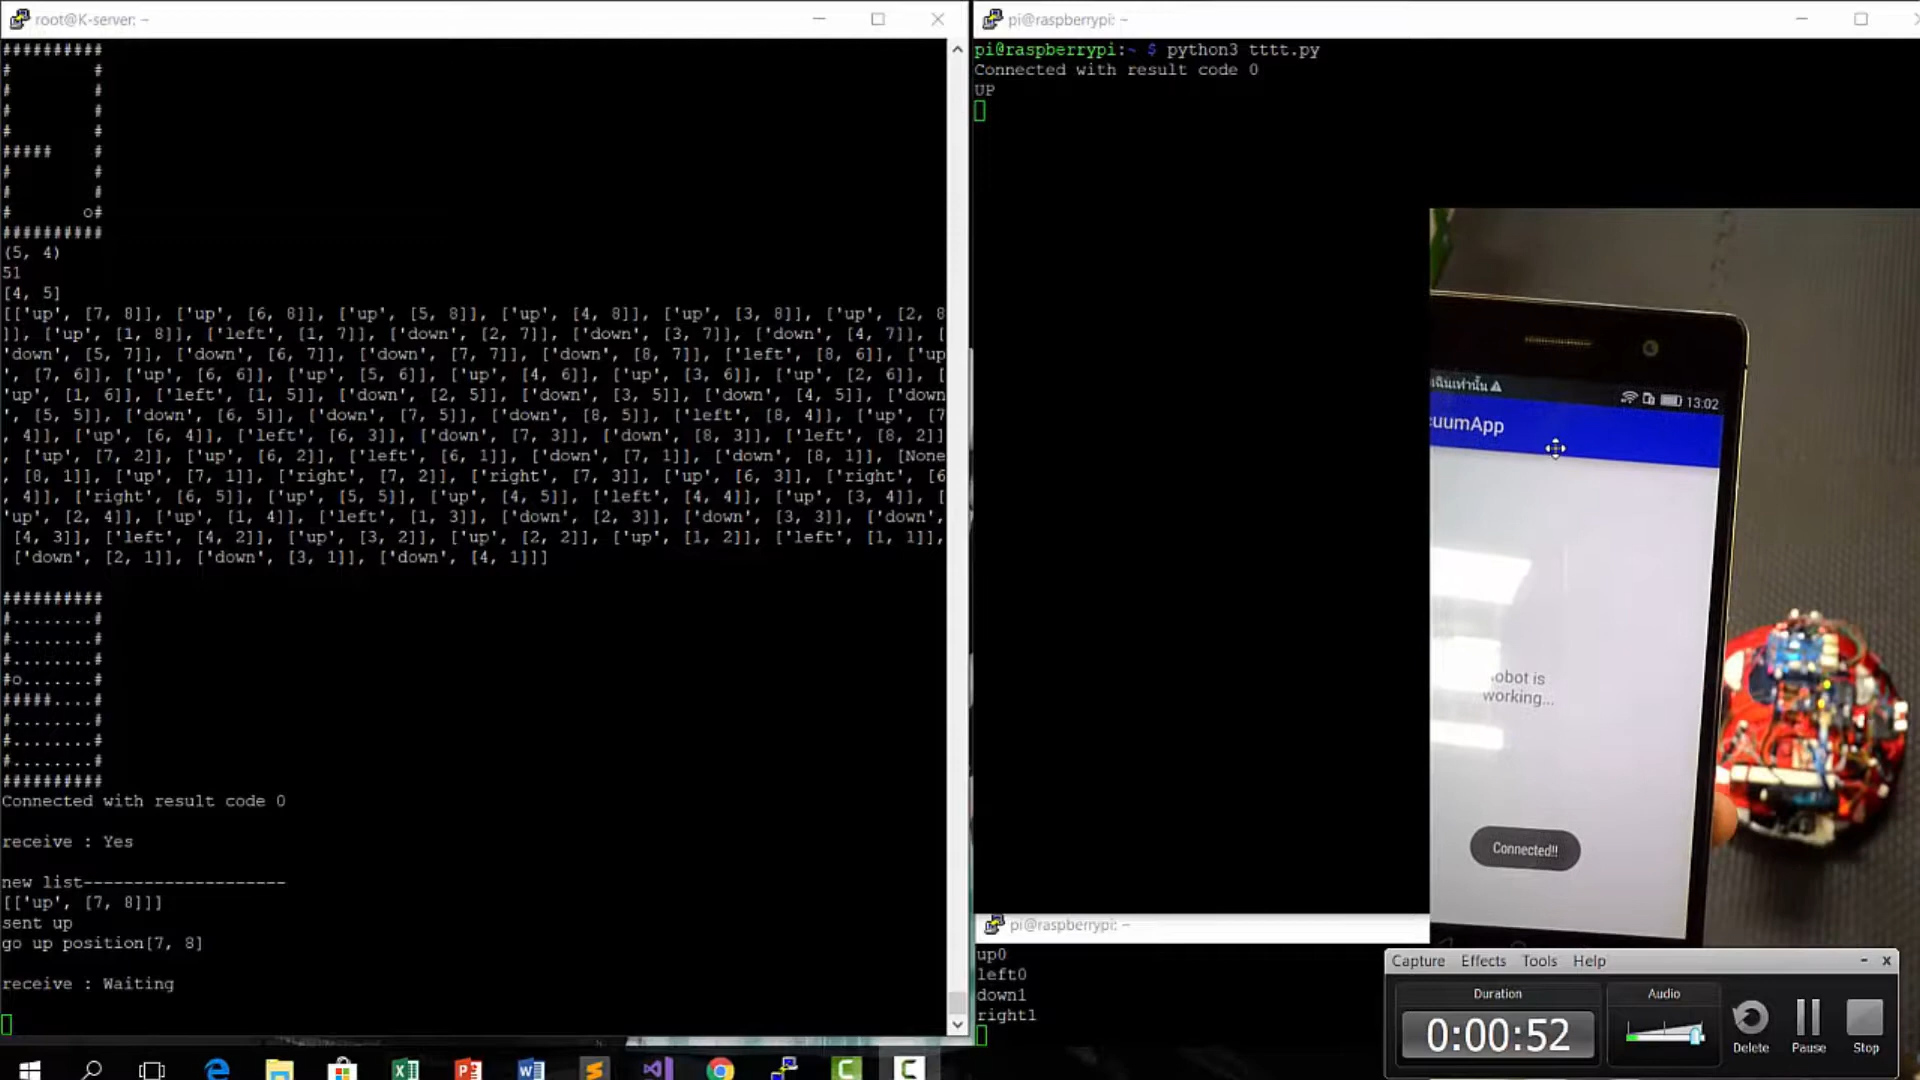 root@K-server: ~
##########
#        #
#        #
#        #
#        #
#####    #
#        #
#        #
#       o#
##########
(5, 4)
51
[4, 5]
[['up', [7, 8]], ['up', [6, 8]], ['up', [5, 8]], ['up', [4, 8]], ['up', [3, 8]], ['up', [2, 8
]], ['up', [1, 8]], ['left', [1, 7]], ['down', [2, 7]], ['down', [3, 7]], ['down', [4, 7]], [
'down', [5, 7]], ['down', [6, 7]], ['down', [7, 7]], ['down', [8, 7]], ['left', [8, 6]], ['up
', [7, 6]], ['up', [6, 6]], ['up', [5, 6]], ['up', [4, 6]], ['up', [3, 6]], ['up', [2, 6]], [
'up', [1, 6]], ['left', [1, 5]], ['down', [2, 5]], ['down', [3, 5]], ['down', [4, 5]], ['down
', [5, 5]], ['down', [6, 5]], ['down', [7, 5]], ['down', [8, 5]], ['left', [8, 4]], ['up', [7
, 4]], ['up', [6, 4]], ['left', [6, 3]], ['down', [7, 3]], ['down', [8, 3]], ['left', [8, 2]]
, ['up', [7, 2]], ['up', [6, 2]], ['left', [6, 1]], ['down', [7, 1]], ['down', [8, 1]], [None
, [8, 1]], ['up', [7, 1]], ['right', [7, 2]], ['right', [7, 3]], ['up', [6, 3]], ['right', [6
, 4]], ['right', [6, 5]], ['up', [5, 5]], ['up', [4, 5]], ['left', [4, 4]], ['up', [3, 4]], [
'up', [2, 4]], ['up', [1, 4]], ['left', [1, 3]], ['down', [2, 3]], ['down', [3, 3]], ['down',
 [4, 3]], ['left', [4, 2]], ['up', [3, 2]], ['up', [2, 2]], ['up', [1, 2]], ['left', [1, 1]],
 ['down', [2, 1]], ['down', [3, 1]], ['down', [4, 1]]]
##########
#........#
#........#
#........#
#o.......#
#####....#
#........#
#........#
#........#
##########
Connected with result code 0
receive : Yes
new list--------------------
[['up', [7, 8]]]
sent up
go up position[7, 8]
receive : Waiting
pi@raspberrypi: ~
pi@raspberrypi:~ $ python3 tttt.py
Connected with result code 0
UP
13:02
cuumApp
obot is
working...
Connected!!
pi@raspberrypi: ~
up0
left0
down1
right1
Capture Effects Tools Help
Duration
Audio
0:00:52
Delete
Pause
Stop